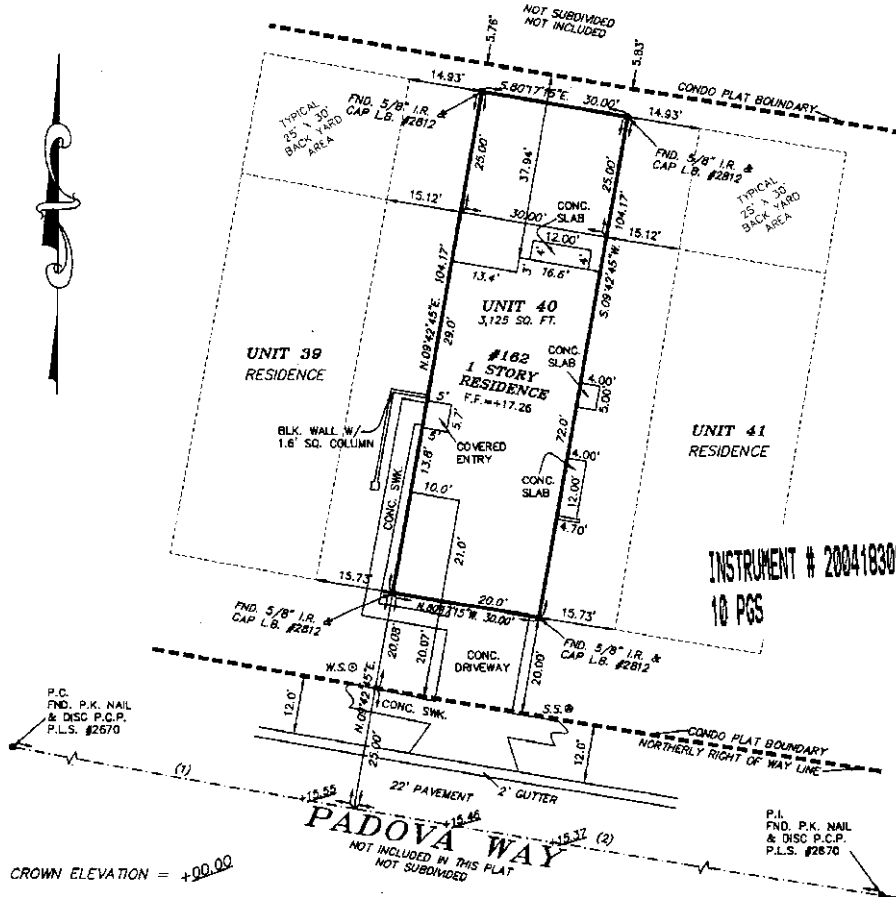 NOT SUBDIVIDED
NOT INCLUDED
5.76'
5.83'
CONDO PLAT BOUNDARY
14.93'
S.80°17'15"E.
30.00'
14.93'
FND. 5/8" I.R. &
CAP L.B. #2812
TYPICAL
25' X 30'
BACK YARD
AREA
FND. 5/8" I.R. &
CAP L.B. #2812
TYPICAL
25' X 30'
BACK YARD
AREA
25.00'
37.94'
25.00'
104.17'
CONC.
SLAB
15.12'
30.00'
15.12'
12.00'
4'
4'
3'
16.6'
13.4'
S.09°42'45"W.
104.17'
N.09°42'45"E.
29.0'
UNIT 40
3,125 SQ. FT.
#162
1 STORY
RESIDENCE
F.F.=+17.26
UNIT 39
RESIDENCE
CONC.
SLAB
4.00'
5.00'
72.0'
UNIT 41
RESIDENCE
BLK. WALL W/
1.6' SQ. COLUMN
5'
5.7'
5'
COVERED
ENTRY
13.8'
CONC. SWK.
4.00'
CONC.
SLAB
12.00'
4.70'
10.0'
21.0'
INSTRUMENT # 20041830
10 PGS
15.73'
20.0'
15.73'
30.00'
FND. 5/8" I.R. &
CAP L.B. #2812
FND. 5/8" I.R. &
CAP L.B. #2812
20.08'
20.07'
CONC.
DRIVEWAY
20.00'
W.S.
S.S.
N.09°42'45"E.
25.00'
CONC. SWK.
12.0'
12.0'
P.C.
FND. P.K. NAIL
& DISC P.C.P.
P.L.S. #2670
CONDO PLAT BOUNDARY
NORTHERLY RIGHT OF WAY LINE
(1)
22' PAVEMENT
2' GUTTER
+15.55
+15.46
+15.37
(2)
PADOVA WAY
NOT INCLUDED IN THIS PLAT
NOT SUBDIVIDED
P.I.
FND. P.K. NAIL
& DISC P.C.P.
P.L.S. #2670
CROWN ELEVATION = +00.00